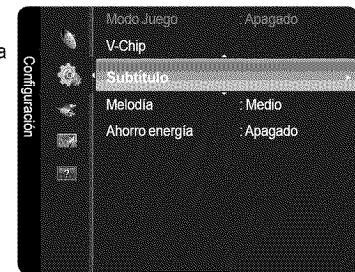 a
Configuración
Modo Juego : Apagado
V-Chip
Subtítulo
Melodía : Medio
Ahorro energía : Apagado
?